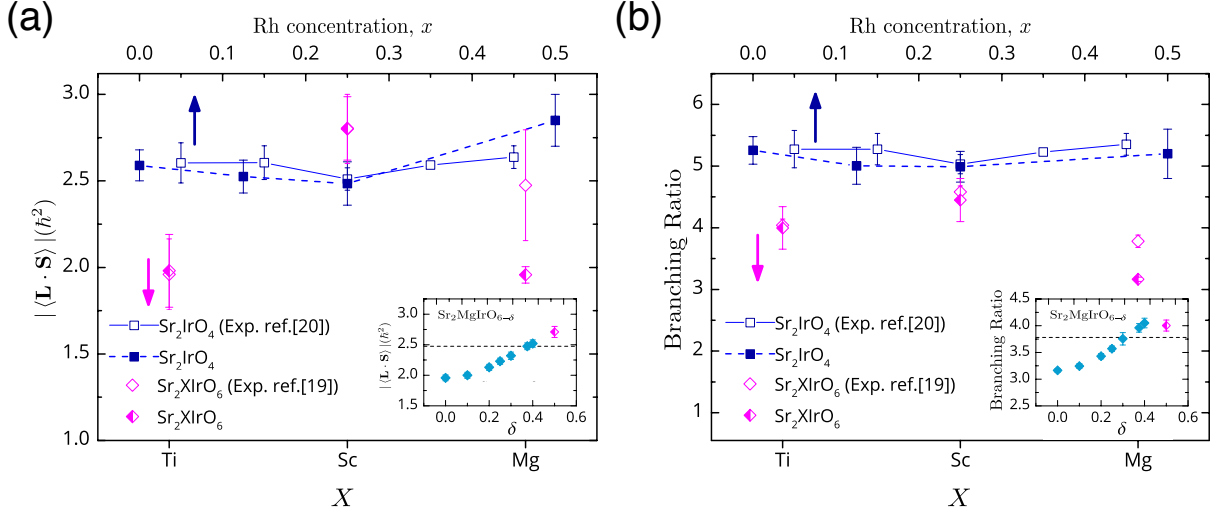 (a)
Rh concentration, x
0.0 0.1 0.2 0.3 0.4 0.5
3.0
2.5
2.0
1.5
1.0
|⟨L · S⟩| (ħ²)
Sr₂IrO₄ (Exp. ref.[20])
Sr₂IrO₄
Sr₂XIrO₆ (Exp. ref.[19])
Sr₂XIrO₆
Sr₂MgIrO₆₋δ
|⟨L · S⟩| (ħ²)
3.0
2.5
2.0
1.5
0.0 0.2 0.4 0.6
δ
Ti Sc Mg
X
(b)
Rh concentration, x
0.0 0.1 0.2 0.3 0.4 0.5
6
5
4
3
2
1
Branching Ratio
Sr₂IrO₄ (Exp. ref.[20])
Sr₂IrO₄
Sr₂XIrO₆ (Exp. ref.[19])
Sr₂XIrO₆
Sr₂MgIrO₆₋δ
Branching Ratio
4.5
4.0
3.5
3.0
2.5
0.0 0.2 0.4 0.6
δ
Ti Sc Mg
X